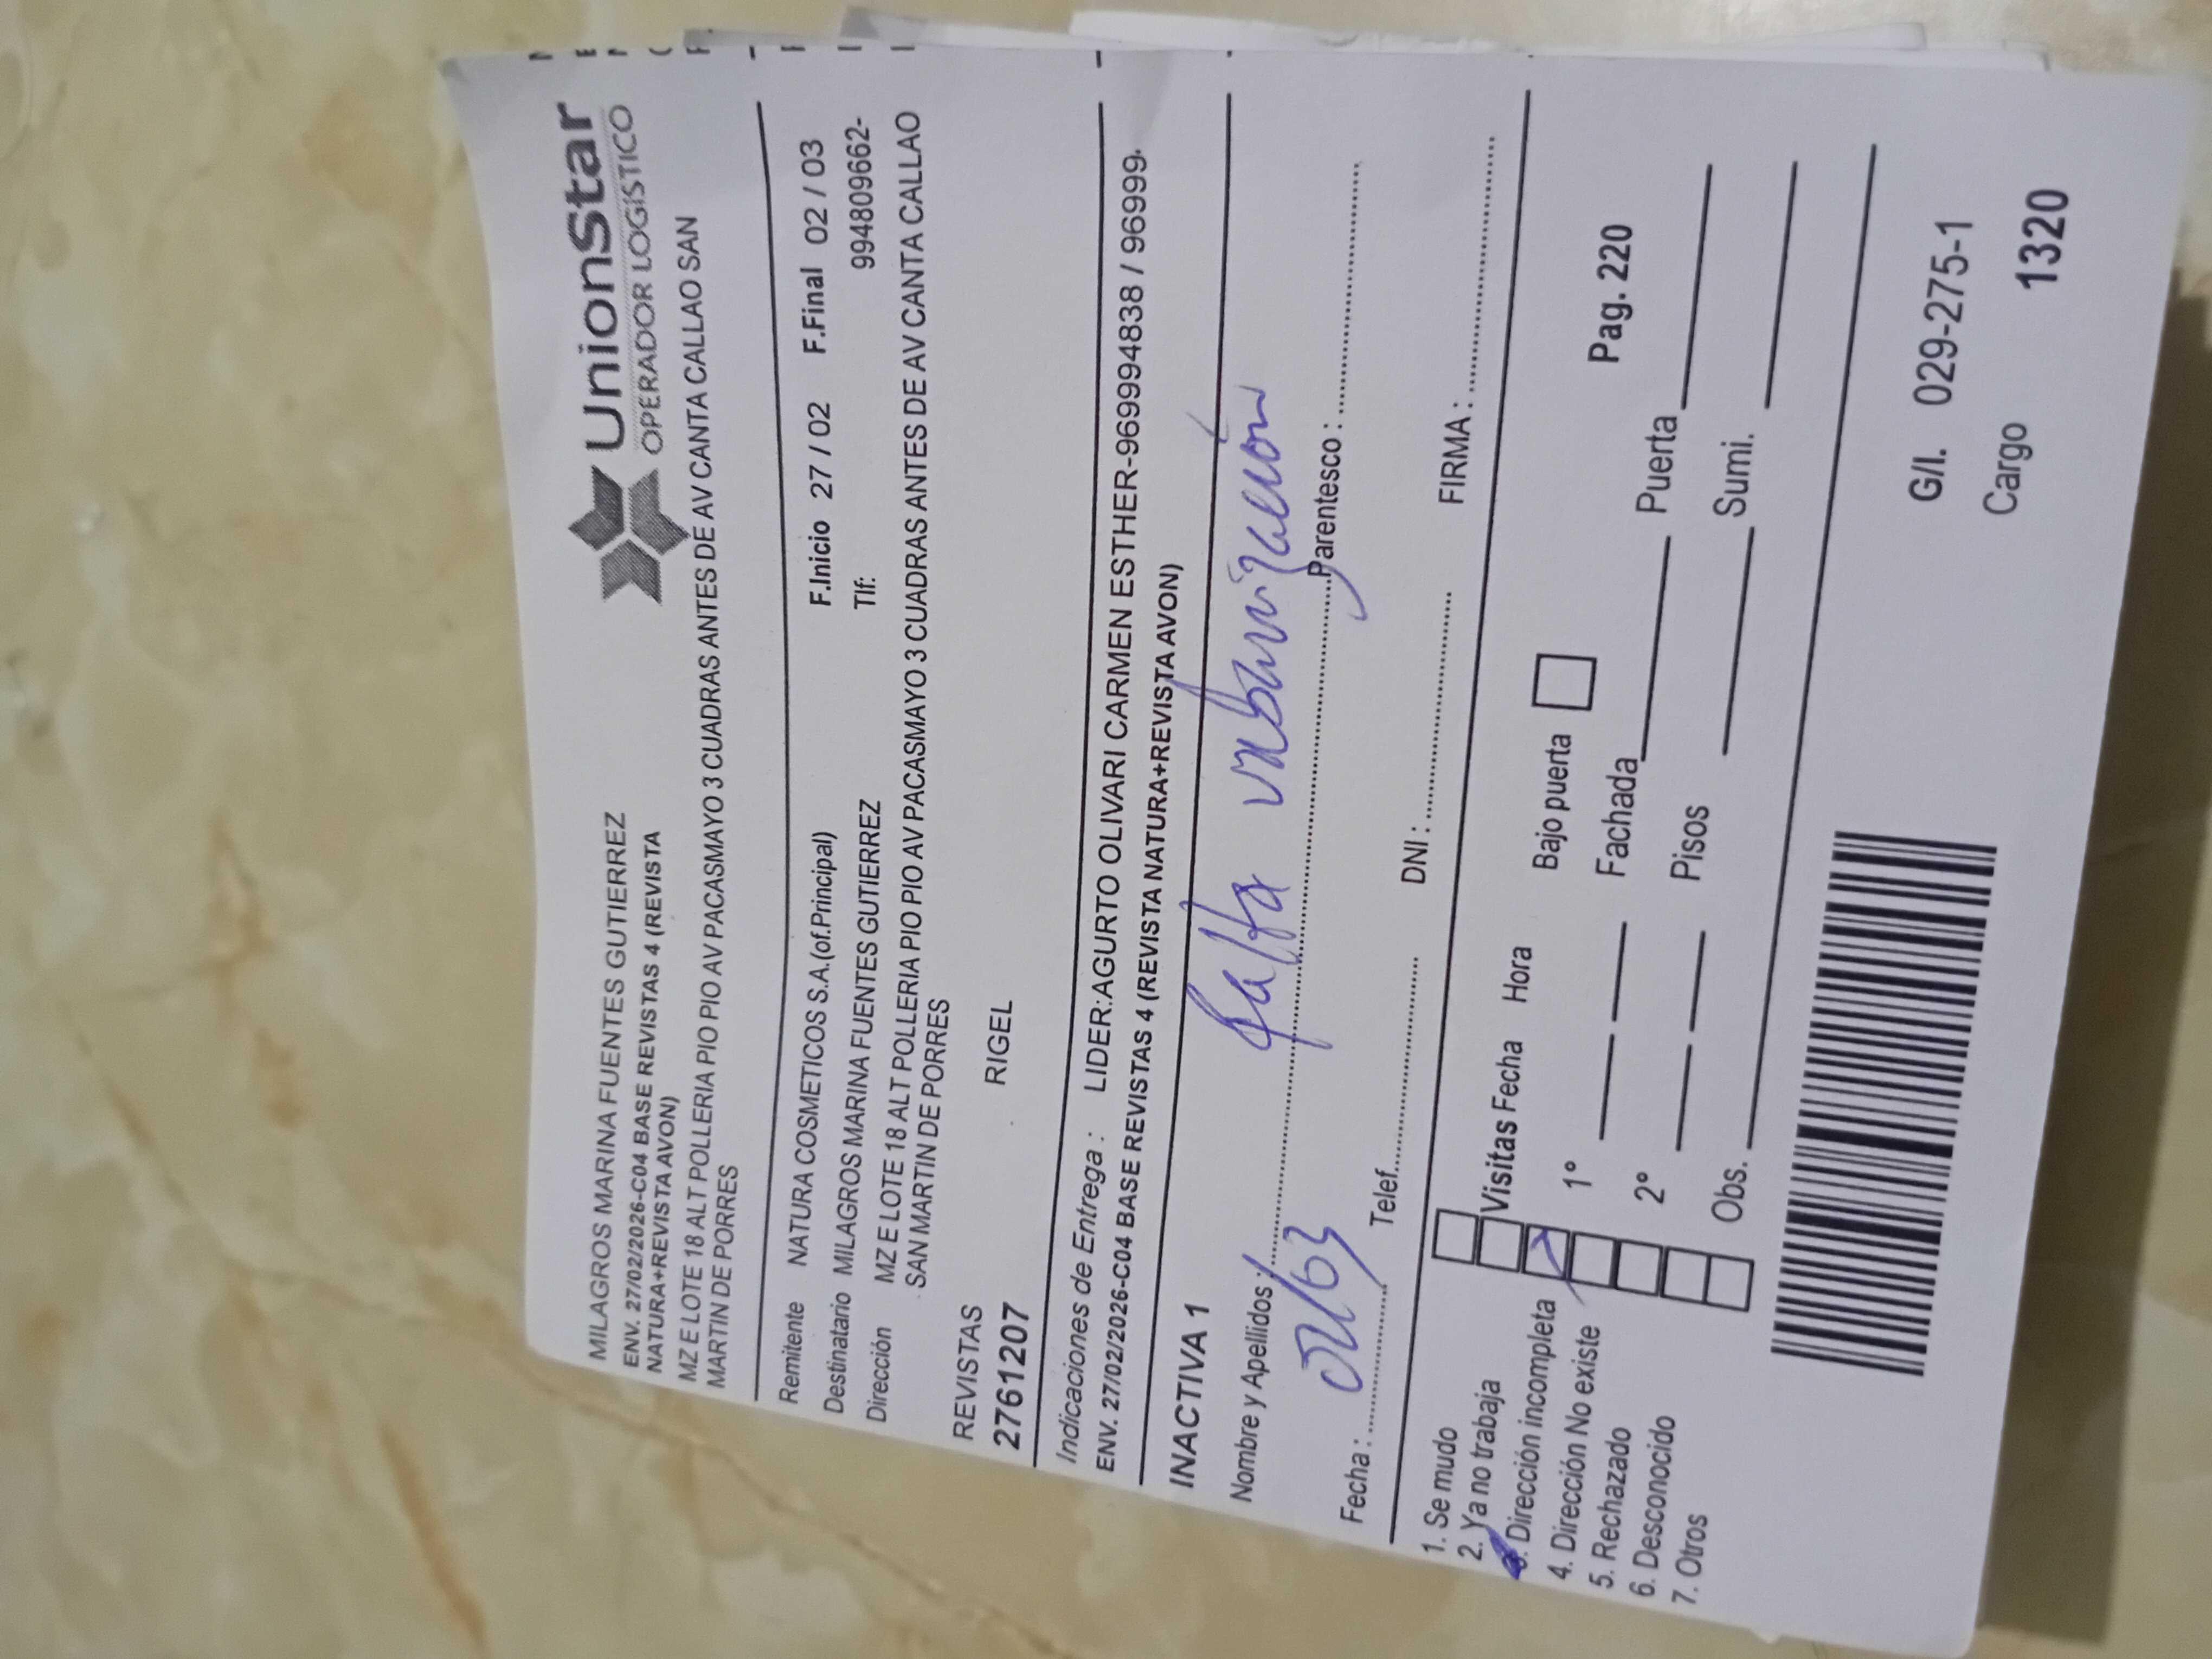 MILAGROS MARINA FUENTES GUTIERREZ
UnionStar
OPERADOR LOGÍSTICO
ENV. 27/02/2026-C04 BASE REVISTAS 4 (REVISTA
NATURA+REVISTA AVON)
MZ E LOTE 18 AL T POLLERIA PIO PIO AV PACASMAYO 3 CUADRAS ANTES DE AV CANTA CALLAO SAN
MARTIN DE PORRES
Remitente NATURA COSMETICOS S.A.(of.Principal) F.Inicio 27 / 02 F.Final 02 / 03
Destinatario MILAGROS MARINA FUENTES GUTIERREZ Tlf: 994809662-
Dirección MZ E LOTE 18 AL T POLLERIA PIO PIO AV PACASMAYO 3 CUADRAS ANTES DE AV CANTA CALLAO
SAN MARTIN DE PORRES
REVISTAS
2761207 RIGEL
Indicaciones de Entrega : LIDER:AGURTO OLIVARI CARMEN ESTHER-969994838 / 96999
ENV. 27/02/2026-C04 BASE REVISTAS 4 (REVISTA NATURA+REVISTA AVON)
INACTIVA 1
Nombre y Apellidos : falta urbanización
Fecha : 02/03 Parentesco :
Telef. DNI : FIRMA :
1. Se mudo
2. Ya no trabaja Visitas Fecha Hora Bajo puerta Pag. 220
3. Dirección incompleta
4. Dirección No existe 1° Fachada Puerta
5. Rechazado
6. Desconocido 2° Pisos Sumi.
7. Otros Obs.
G/I. 029-275-1
Cargo 1320